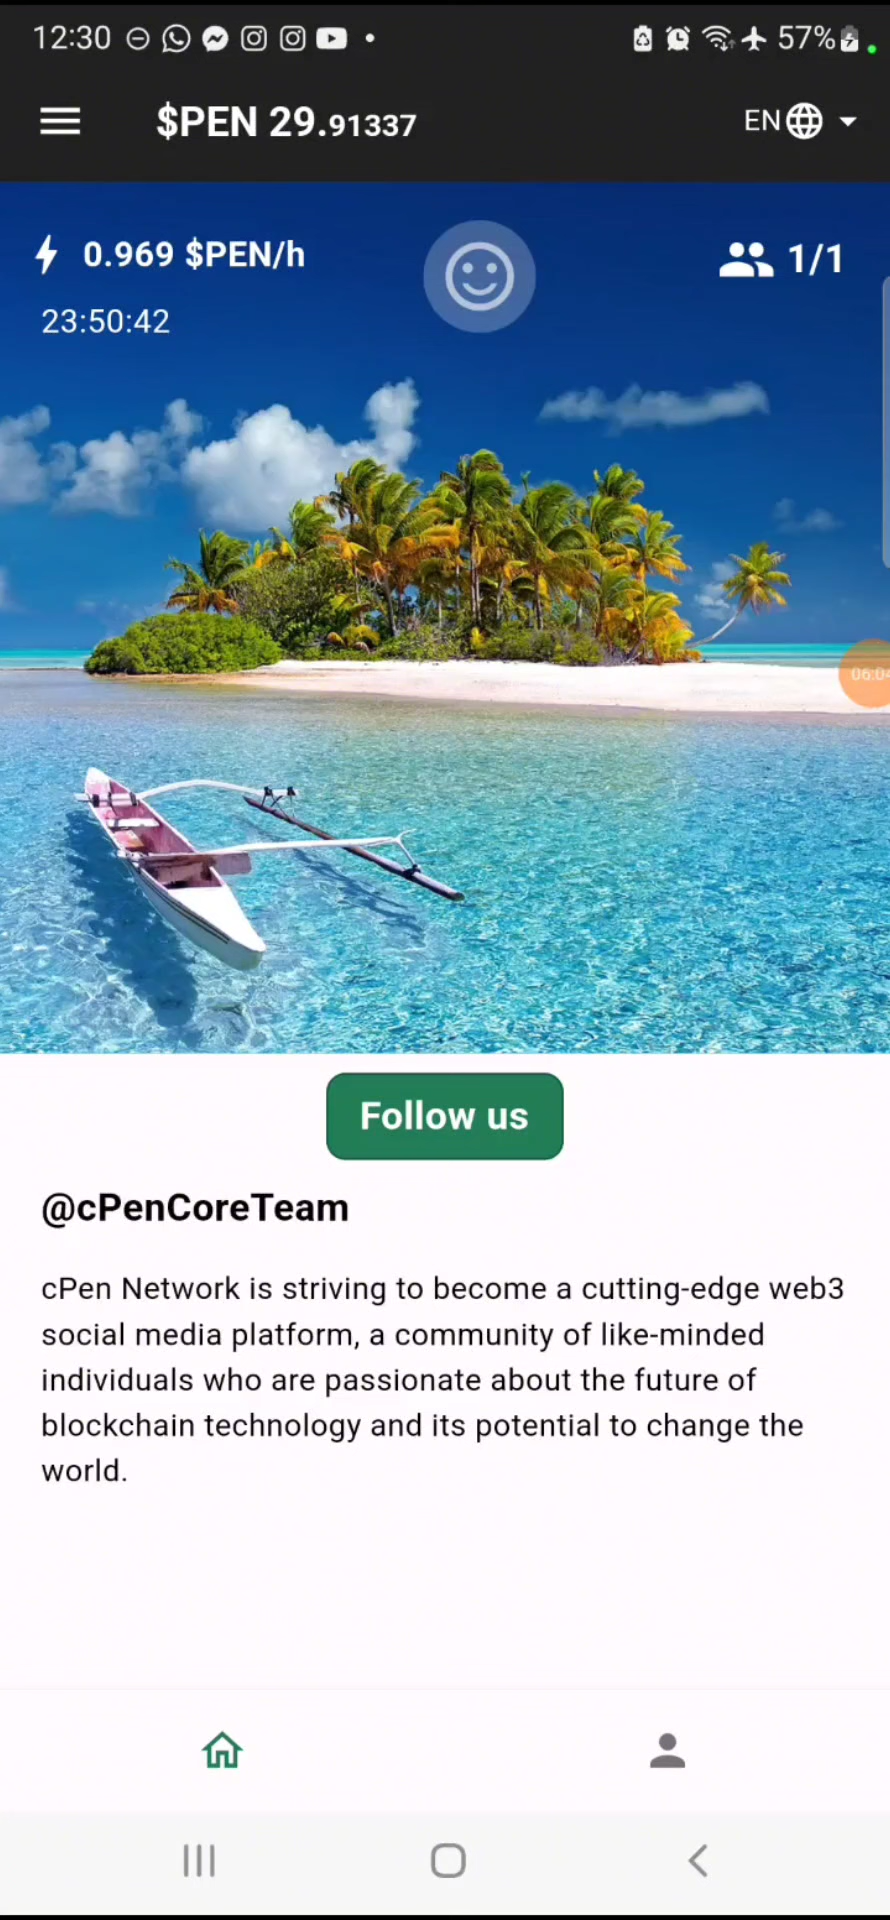 12:30 57%
$PEN 29.91337 EN
0.969 $PEN/h 1/1
23:50:42
06:04
Follow us
@cPenCoreTeam
cPen Network is striving to become a cutting-edge web3
social media platform, a community of like-minded
individuals who are passionate about the future of
blockchain technology and its potential to change the
world.